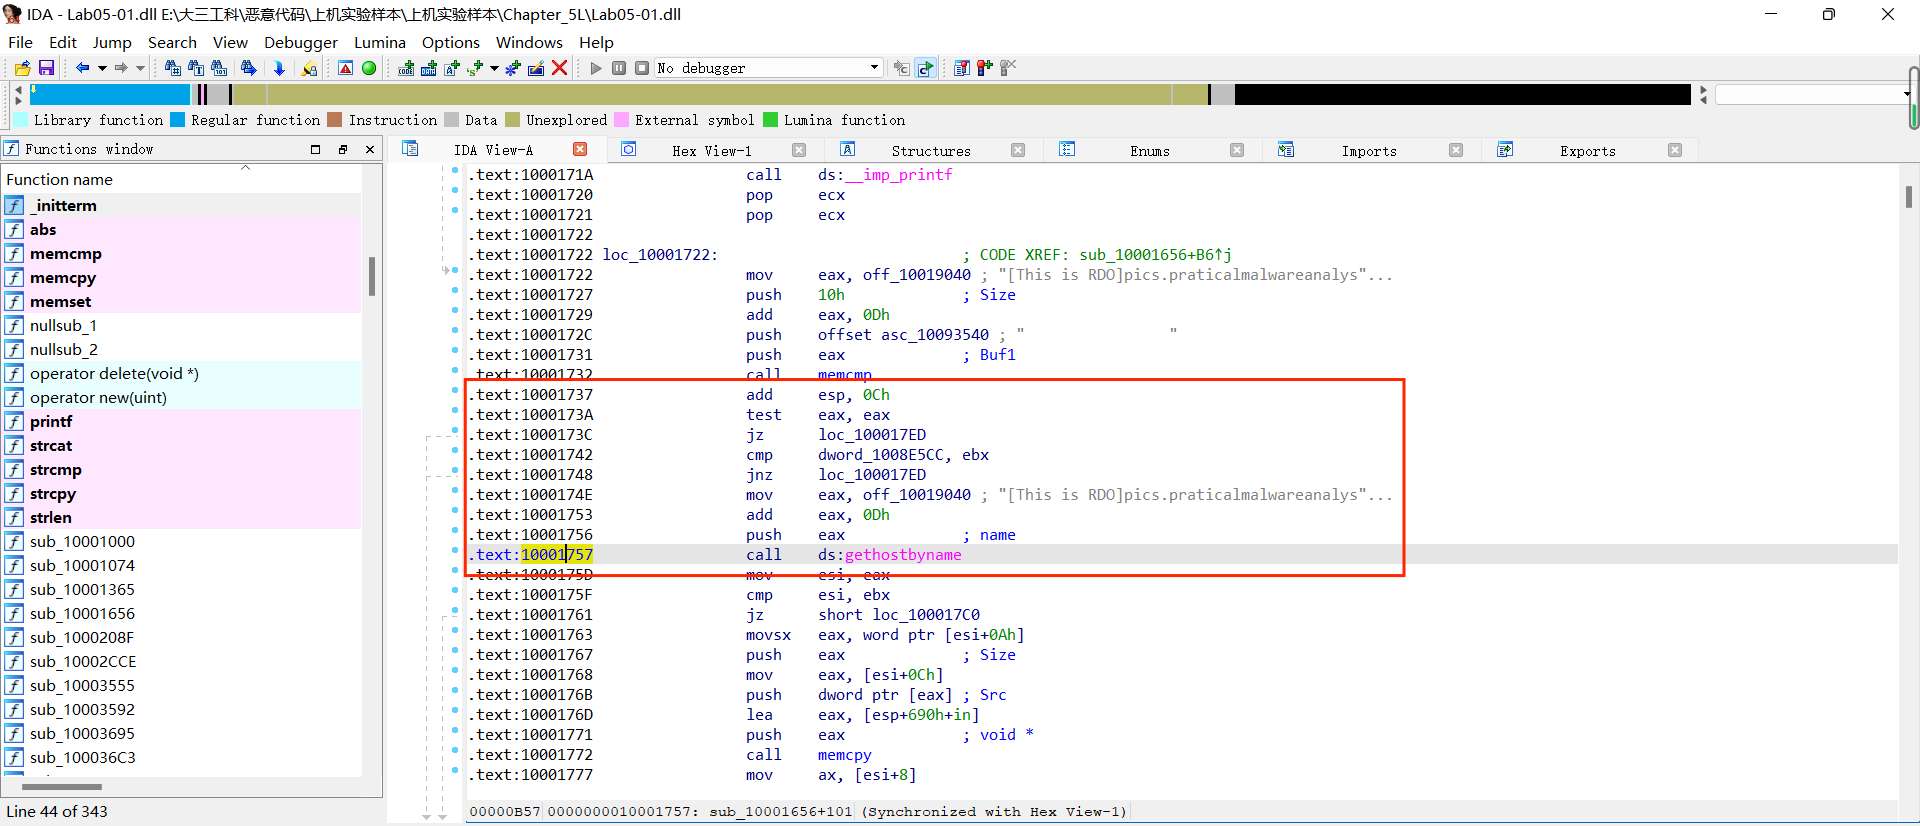 IDA - Lab05-01.dll E:\大三工科\恶意代码\上机实验样本\上机实验样本\Chapter_5L\Lab05-01.dll
File Edit Jump Search View Debugger Lumina Options Windows Help
No debugger
Library function Regular function Instruction Data Unexplored External symbol Lumina function
Functions window
IDA View-A Hex View-1 Structures Enums Imports Exports
Function name
_initterm
abs
memcmp
memcpy
memset
nullsub_1
nullsub_2
operator delete(void *)
operator new(uint)
printf
strcat
strcmp
strcpy
strlen
sub_10001000
sub_10001074
sub_10001365
sub_10001656
sub_1000208F
sub_10002CCE
sub_10003555
sub_10003592
sub_10003695
sub_100036C3
Line 44 of 343
.text:1000171A call ds:__imp_printf
.text:10001720 pop ecx
.text:10001721 pop ecx
.text:10001722
.text:10001722 loc_10001722: ; CODE XREF: sub_10001656+B6↑j
.text:10001722 mov eax, off_10019040 ; "[This is RDO]pics.praticalmalwareanalys"...
.text:10001727 push 10h ; Size
.text:10001729 add eax, 0Dh
.text:1000172C push offset asc_10093540 ; " "
.text:10001731 push eax ; Buf1
.text:10001732 call memcmp
.text:10001737 add esp, 0Ch
.text:1000173A test eax, eax
.text:1000173C jz loc_100017ED
.text:10001742 cmp dword_1008E5CC, ebx
.text:10001748 jnz loc_100017ED
.text:1000174E mov eax, off_10019040 ; "[This is RDO]pics.praticalmalwareanalys"...
.text:10001753 add eax, 0Dh
.text:10001756 push eax ; name
.text:10001757 call ds:gethostbyname
.text:1000175D mov esi, eax
.text:1000175F cmp esi, ebx
.text:10001761 jz short loc_100017C0
.text:10001763 movsx eax, word ptr [esi+0Ah]
.text:10001767 push eax ; Size
.text:10001768 mov eax, [esi+0Ch]
.text:1000176B push dword ptr [eax] ; Src
.text:1000176D lea eax, [esp+690h+in]
.text:10001771 push eax ; void *
.text:10001772 call memcpy
.text:10001777 mov ax, [esi+8]
00000B57 0000000010001757: sub_10001656+101 (Synchronized with Hex View-1)